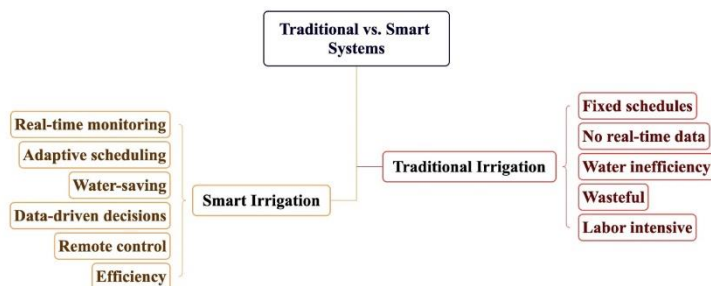 Traditional vs. Smart
Systems
Real-time monitoring
Adaptive scheduling
Water-saving
Data-driven decisions
Remote control
Efficiency
Smart Irrigation
Traditional Irrigation
Fixed schedules
No real-time data
Water inefficiency
Wasteful
Labor intensive